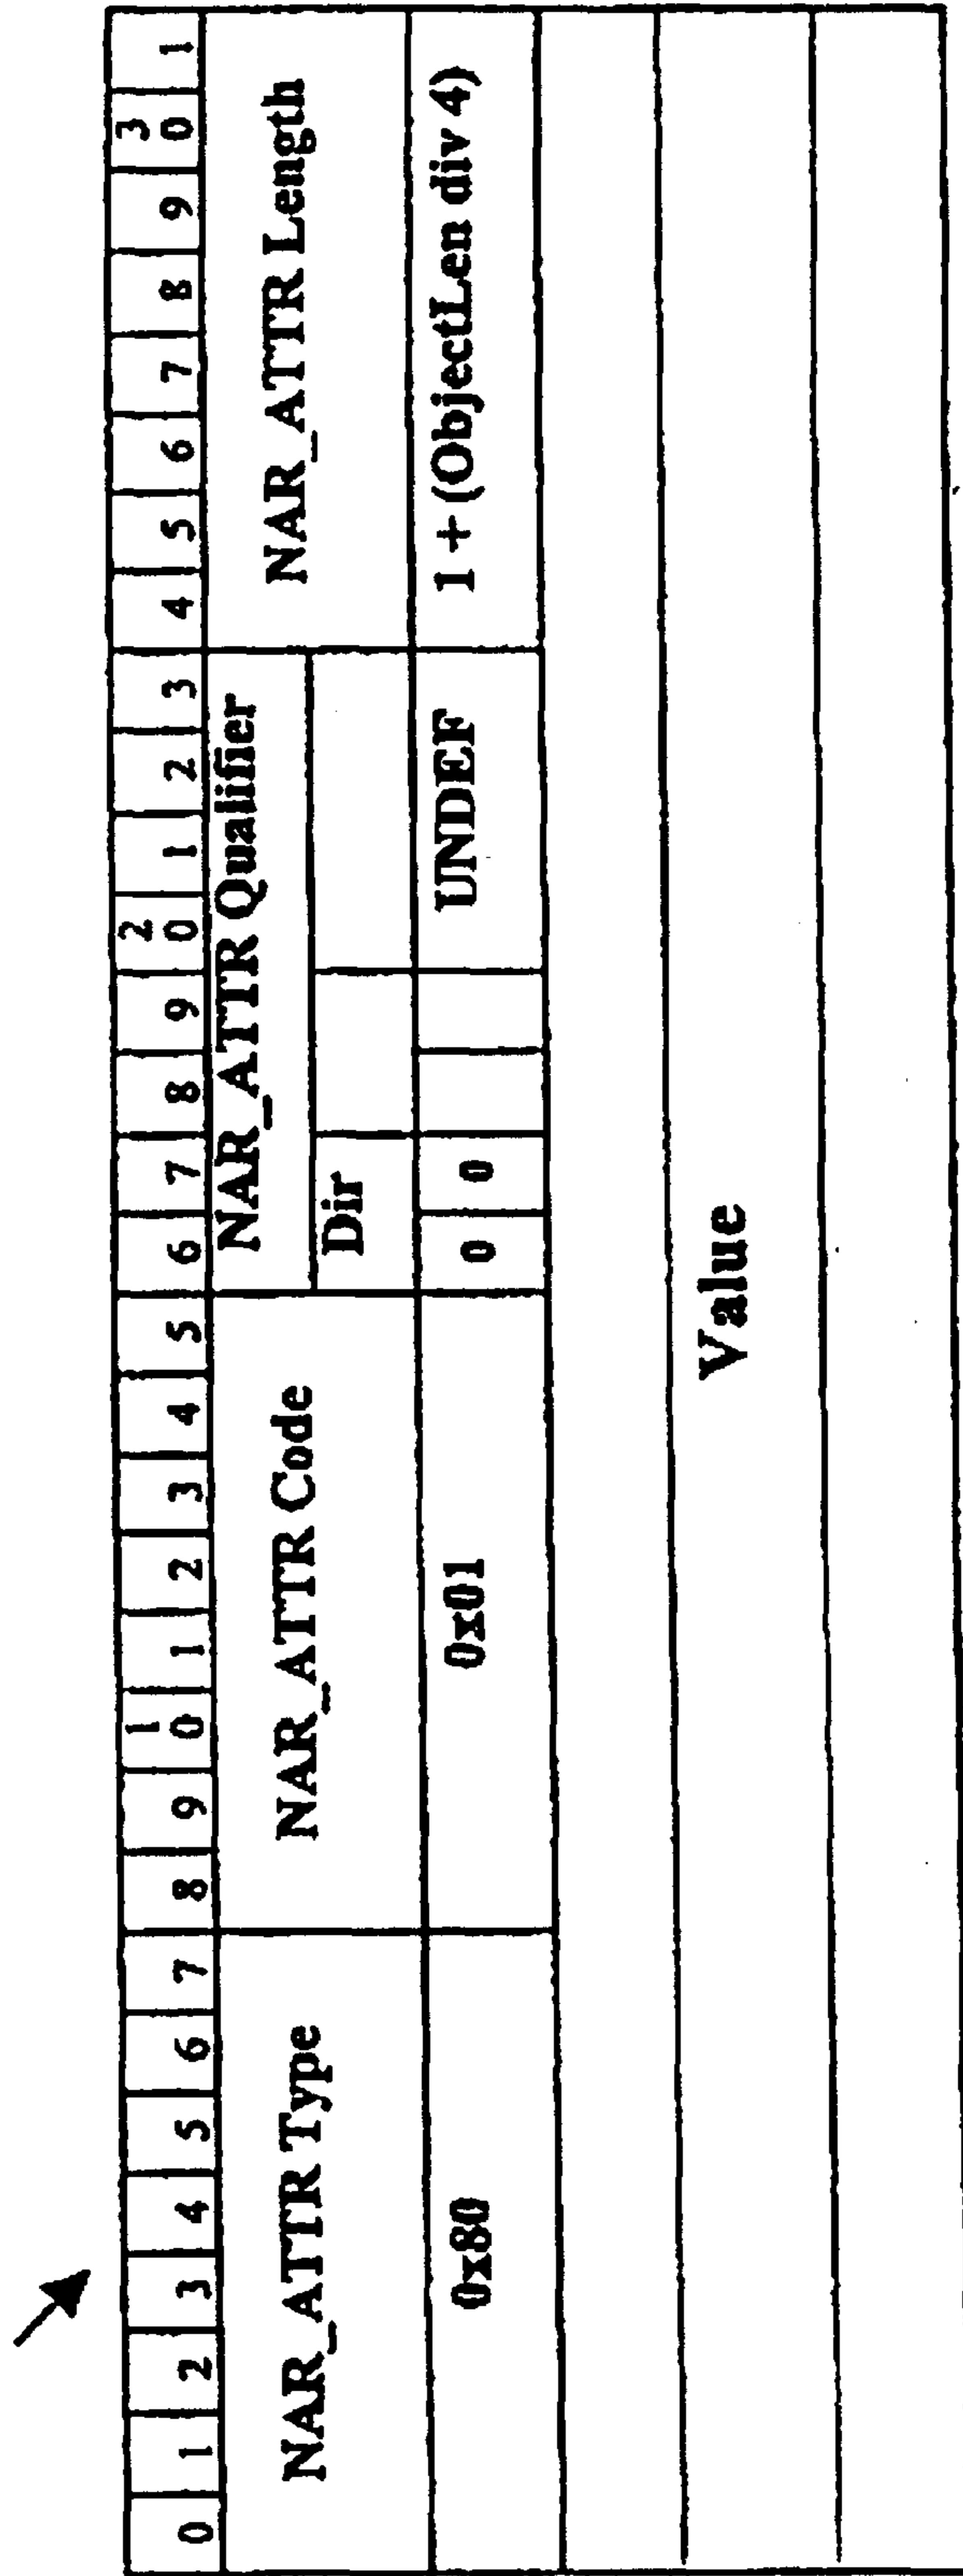 1 2 3
0 1 2 3 4 5 6 7 8 9 0 1 2 3 4 5 6 7 8 9 0 1 2 3 4 5 6 7 8 9 0 1
NAR_ATTR Type NAR_ATTR Code NAR_ATTR Qualifier NAR_ATTR Length
Dir
0x80 0x01 0 0 UNDEF 1 + (ObjectLen div 4)
Value